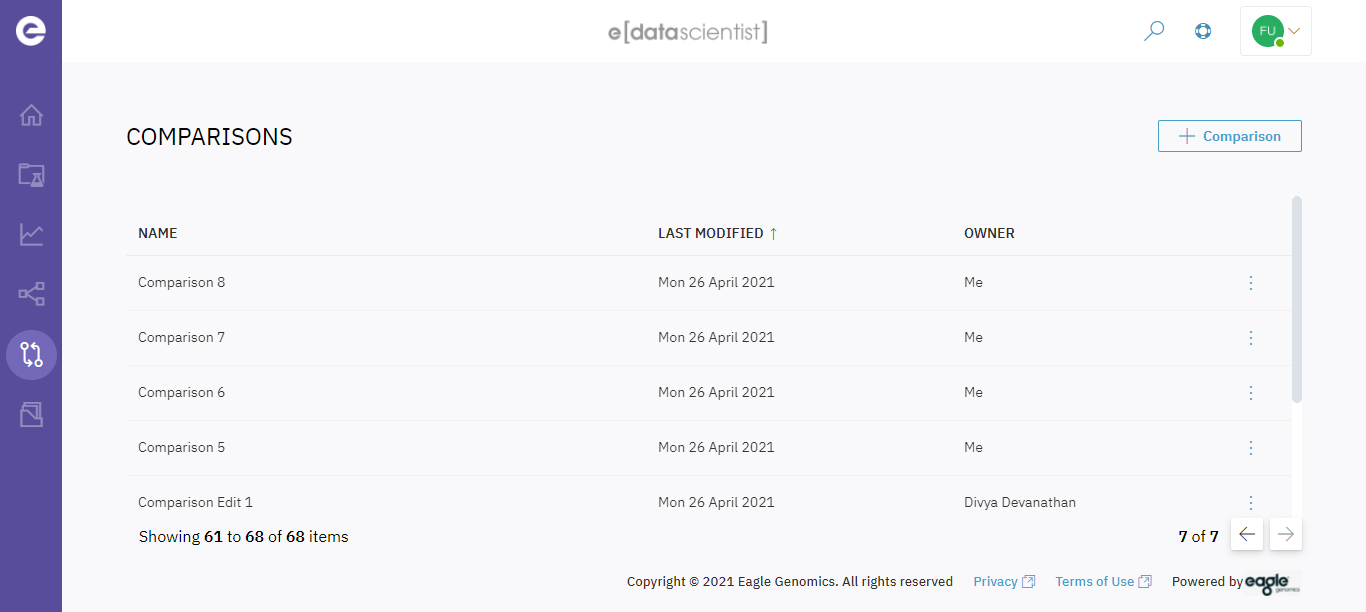 e
e[datascientist]
FU
COMPARISONS
Comparison
NAME LAST MODIFIED ↑ OWNER
Comparison 8 Mon 26 April 2021 Me
Comparison 7 Mon 26 April 2021 Me
Comparison 6 Mon 26 April 2021 Me
Comparison 5 Mon 26 April 2021 Me
Comparison Edit 1 Mon 26 April 2021 Divya Devanathan
Showing 61 to 68 of 68 items 7 of 7
Copyright © 2021 Eagle Genomics. All rights reserved Privacy Terms of Use Powered by eagle genomics